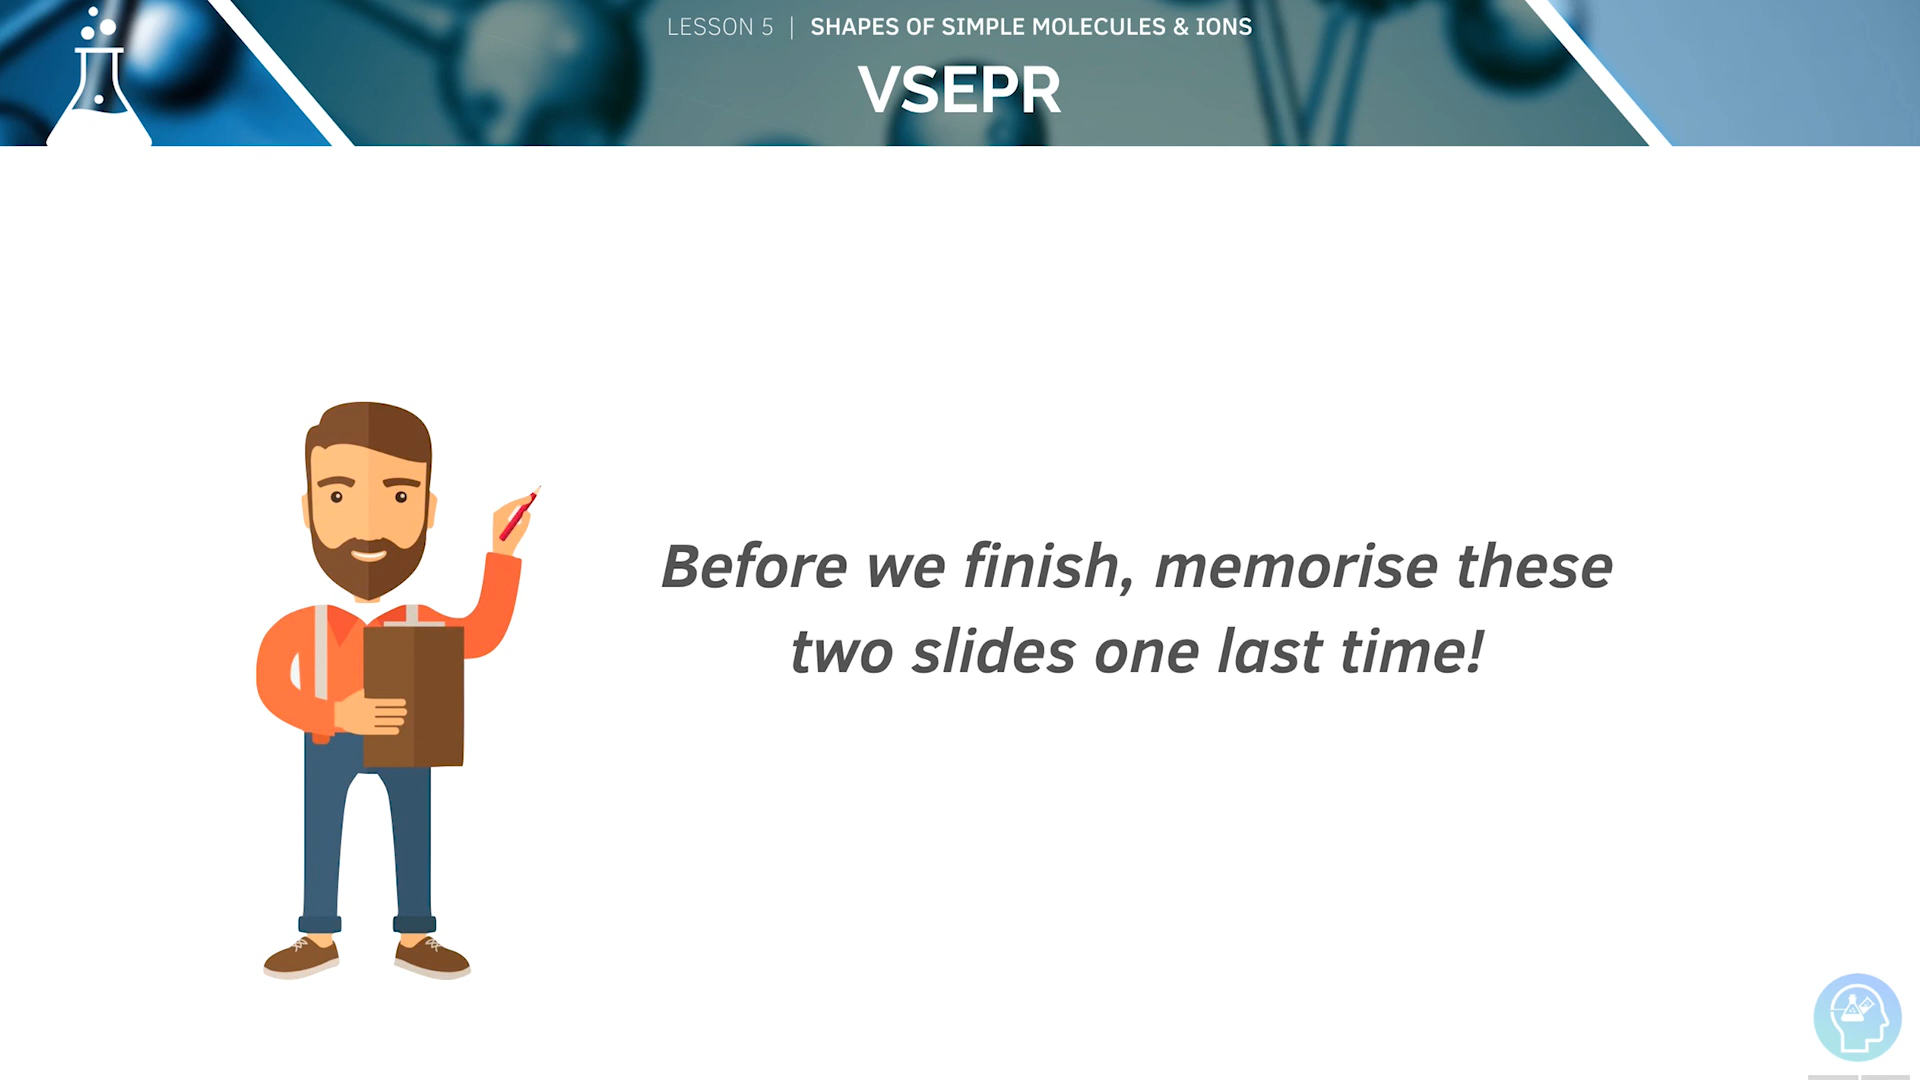 LESSON 5 | SHAPES OF SIMPLE MOLECULES & IONS
VSEPR
Before we finish, memorise these
two slides one last time!